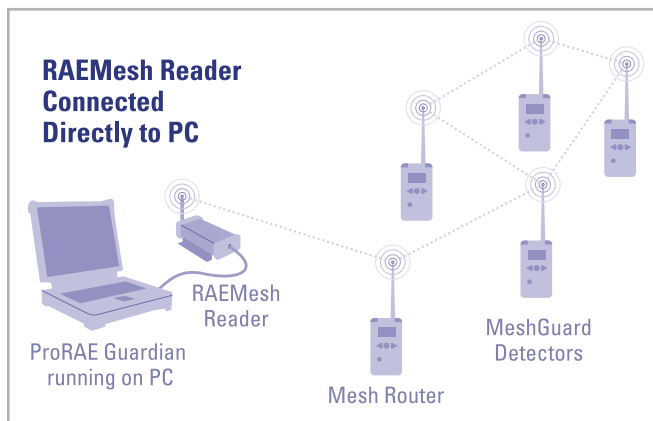 RAEMesh Reader
Connected
Directly to PC
RAEMesh
Reader
ProRAE Guardian
running on PC
Mesh Router
MeshGuard
Detectors